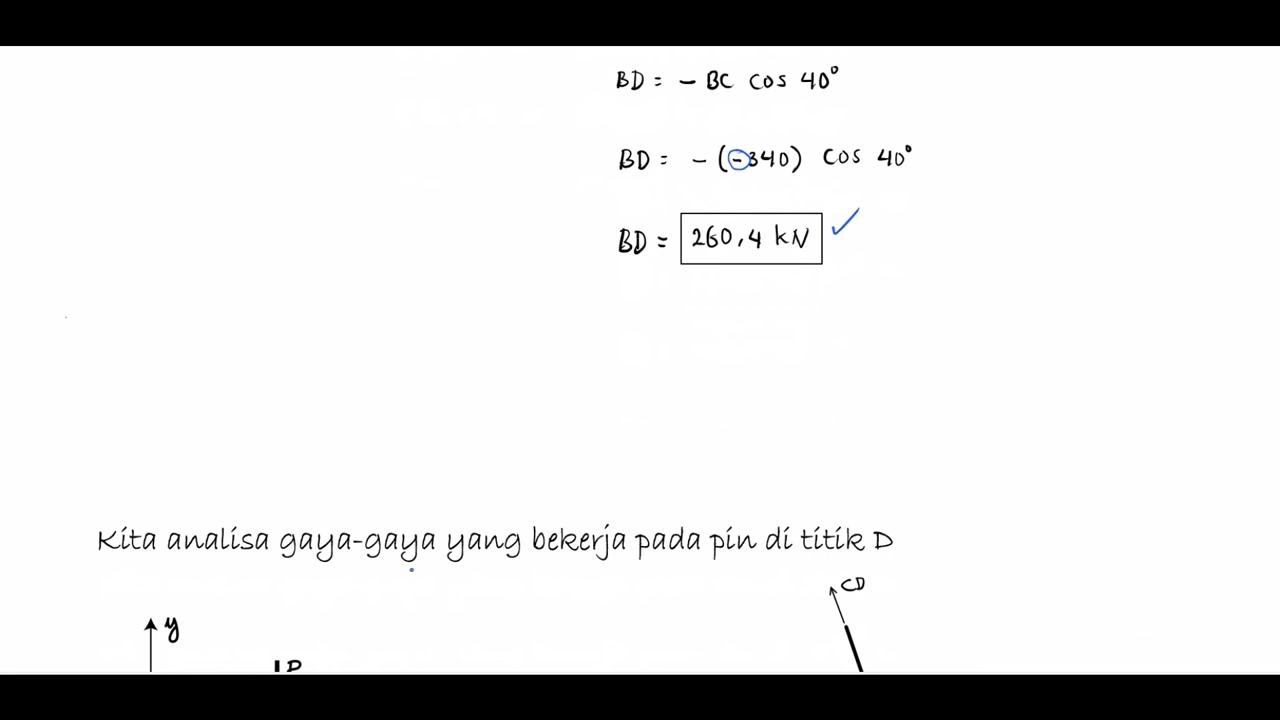 BD = - BC cos 40°
BD = - (-340) cos 40°
BD = 260,4 kN
Kita analisa gaya-gaya yang bekerja pada pin di titik D
CD
y